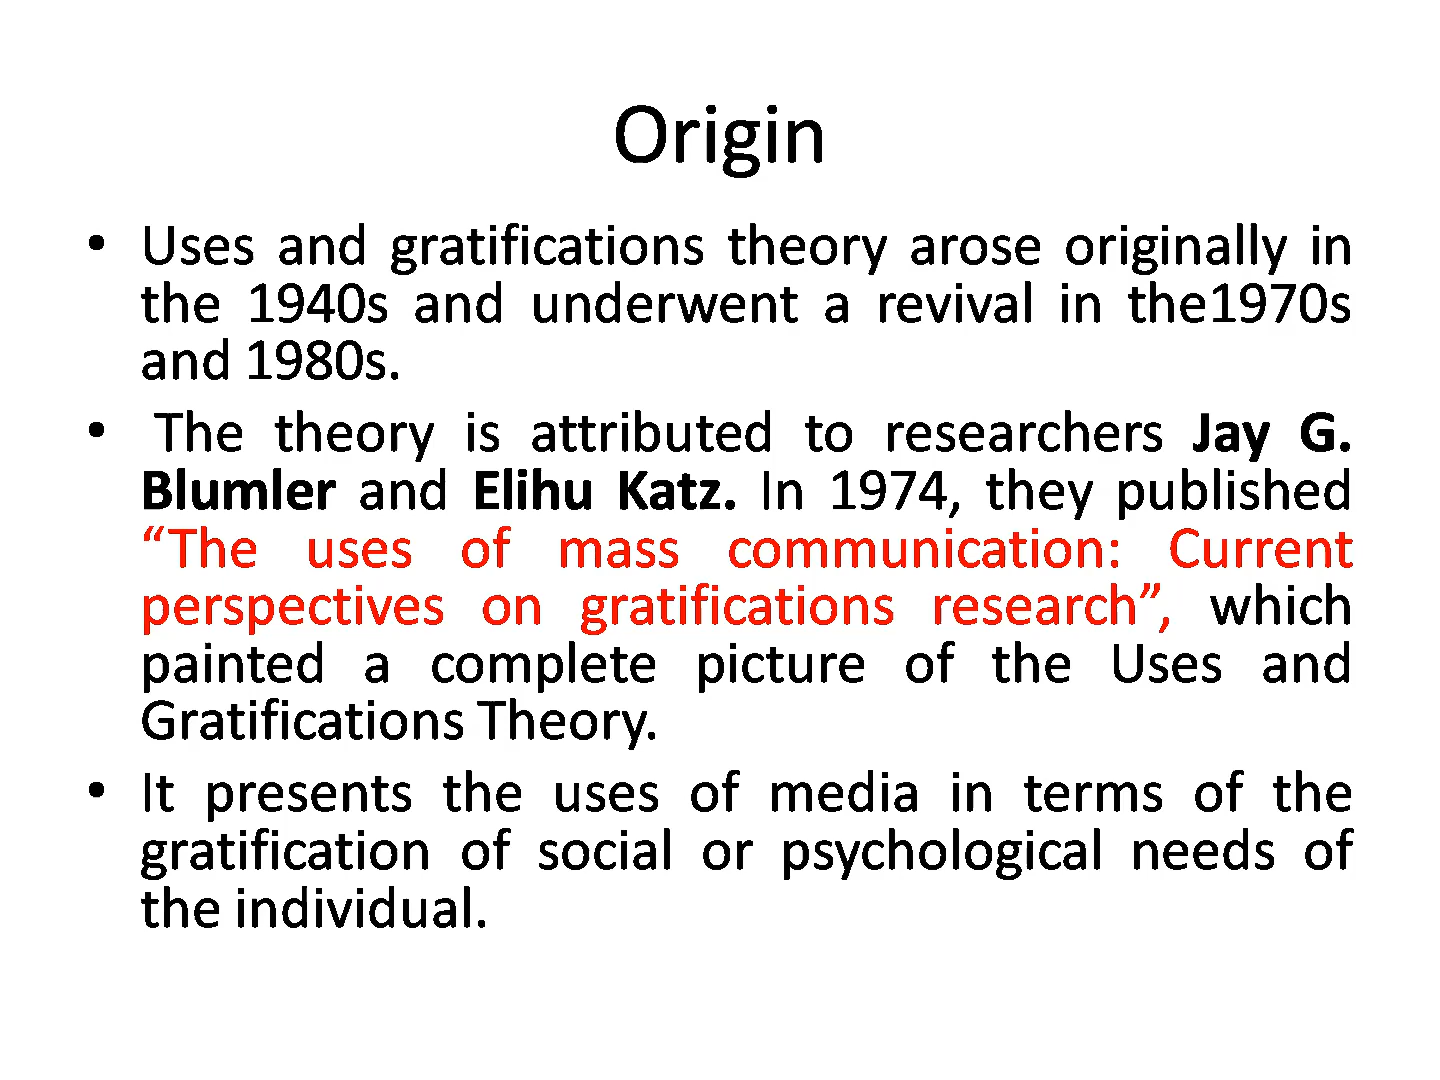 Origin
• Uses and gratifications theory arose originally in
the 1940s and underwent a revival in the1970s
and 1980s.
• The theory is attributed to researchers Jay G.
Blumler and Elihu Katz. In 1974, they published
“The uses of mass communication: Current
perspectives on gratifications research”, which
painted a complete picture of the Uses and
Gratifications Theory.
• It presents the uses of media in terms of the
gratification of social or psychological needs of
the individual.